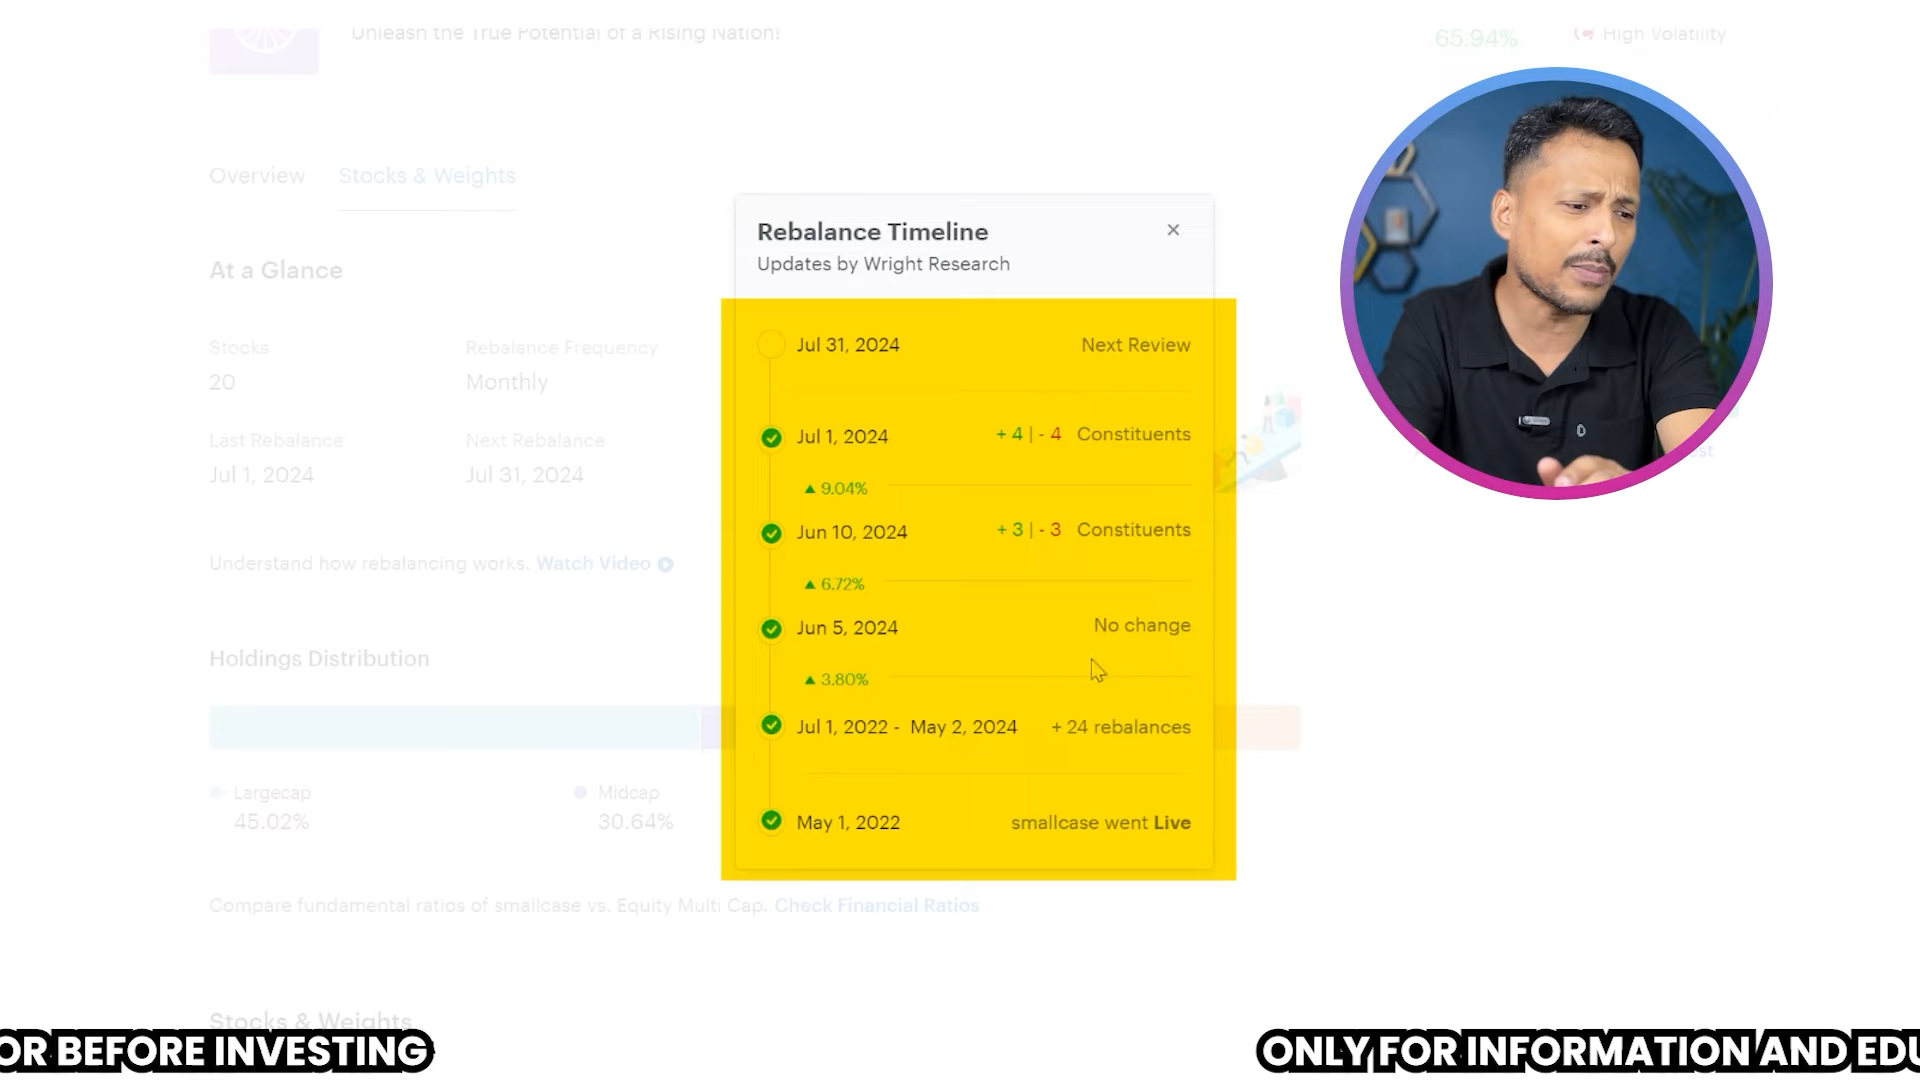 Unleash the True Potential of a Rising Nation!
65.94%
High Volatility
Overview
Stocks & Weights
At a Glance
Stocks
20
Rebalance Frequency
Monthly
Last Rebalance
Jul 1, 2024
Next Rebalance
Jul 31, 2024
Understand how rebalancing works. Watch Video
Holdings Distribution
Largecap
45.02%
Midcap
30.64%
Compare fundamental ratios of smallcase vs. Equity Multi Cap. Check Financial Ratios
Stocks & Weights
Rebalance Timeline
×
Updates by Wright Research
Jul 31, 2024 Next Review
Jul 1, 2024 + 4 | - 4 Constituents
▲ 9.04%
Jun 10, 2024 + 3 | - 3 Constituents
▲ 6.72%
Jun 5, 2024 No change
▲ 3.80%
Jul 1, 2022 - May 2, 2024 + 24 rebalances
May 1, 2022 smallcase went Live
OR BEFORE INVESTING
ONLY FOR INFORMATION AND EDU